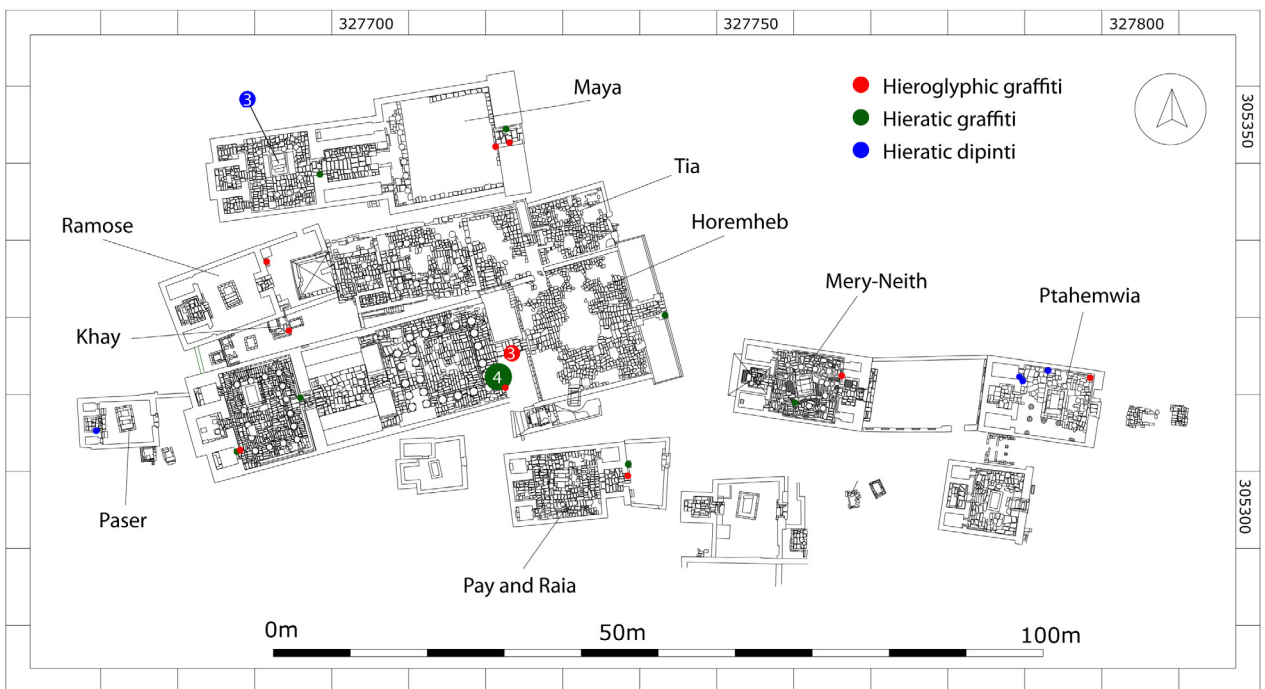 327700
327750
327800
3
Maya
Hieroglyphic graffiti
Hieratic graffiti
Hieratic dipinti
305350
Tia
Ramose
Horemheb
Mery-Neith
Ptahemwia
Khay
3
4
Paser
305300
Pay and Raia
0m
50m
100m